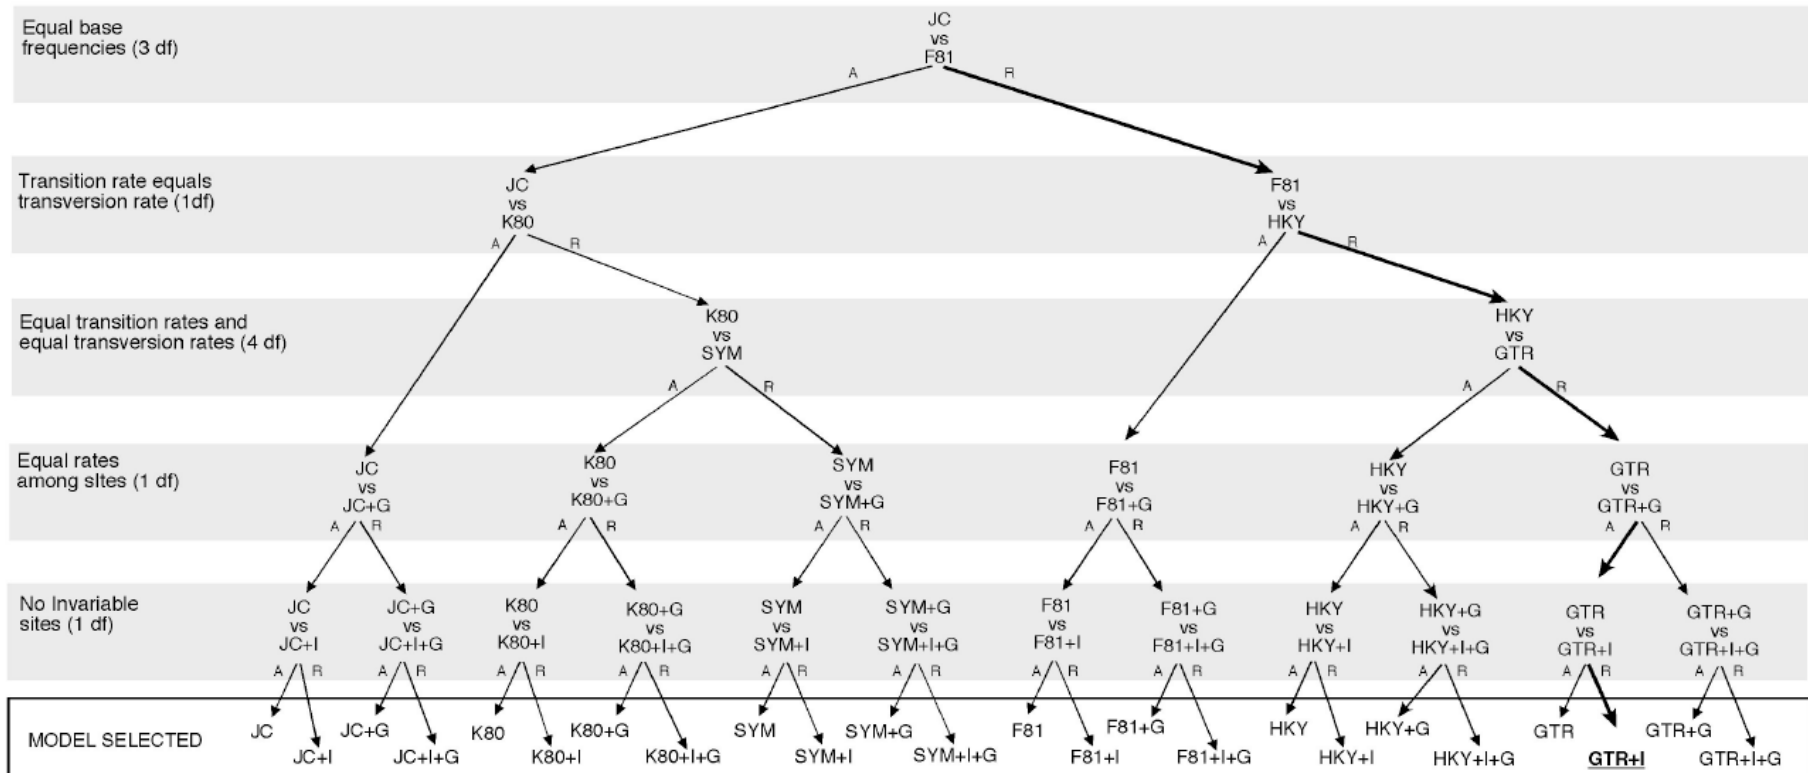 Equal base
frequencies (3 df)
JC
vs
F81
A
R
Transition rate equals
transversion rate (1df)
JC
vs
K80
A
R
F81
vs
HKY
A
R
Equal transition rates and
equal transversion rates (4 df)
K80
vs
SYM
A
R
HKY
vs
GTR
A
R
Equal rates
among sites (1 df)
JC
vs
JC+G
A
R
K80
vs
K80+G
A
R
SYM
vs
SYM+G
A
R
F81
vs
F81+G
A
R
HKY
vs
HKY+G
A
R
GTR
vs
GTR+G
A
R
No Invariable
sites (1 df)
JC
vs
JC+I
A
R
JC+G
vs
JC+I+G
A
R
K80
vs
K80+I
A
R
K80+G
vs
K80+I+G
A
R
SYM
vs
SYM+I
A
R
SYM+G
vs
SYM+I+G
A
R
F81
vs
F81+I
A
R
F81+G
vs
F81+I+G
A
R
HKY
vs
HKY+I
A
R
HKY+G
vs
HKY+I+G
A
R
GTR
vs
GTR+I
A
R
GTR+G
vs
GTR+I+G
A
R
MODEL SELECTED
JC
JC+I
JC+G
JC+I+G
K80
K80+I
K80+G
K80+I+G
SYM
SYM+I
SYM+G
SYM+I+G
F81
F81+I
F81+G
F81+I+G
HKY
HKY+I
HKY+G
HKY+I+G
GTR
GTR+I
GTR+G
GTR+I+G